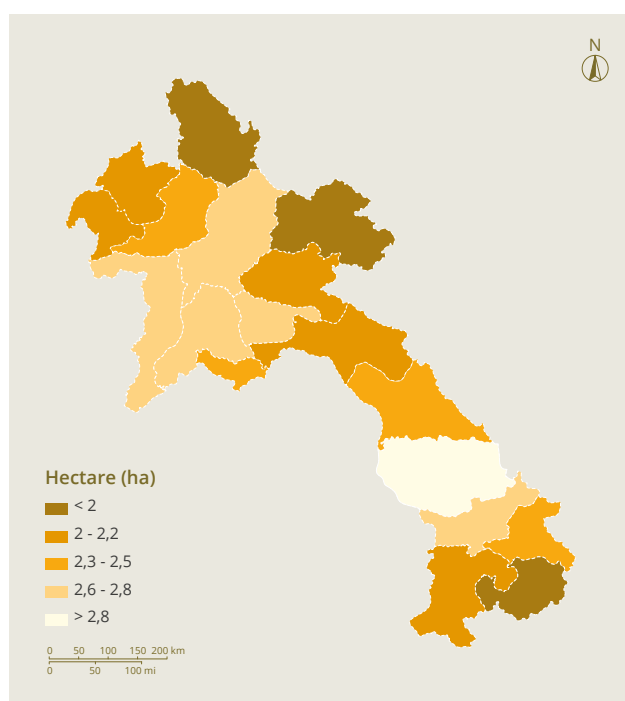 N
Hectare (ha)
< 2
2 - 2,2
2,3 - 2,5
2,6 - 2,8
> 2,8
0 50 100 150 200 km
0 50 100 mi